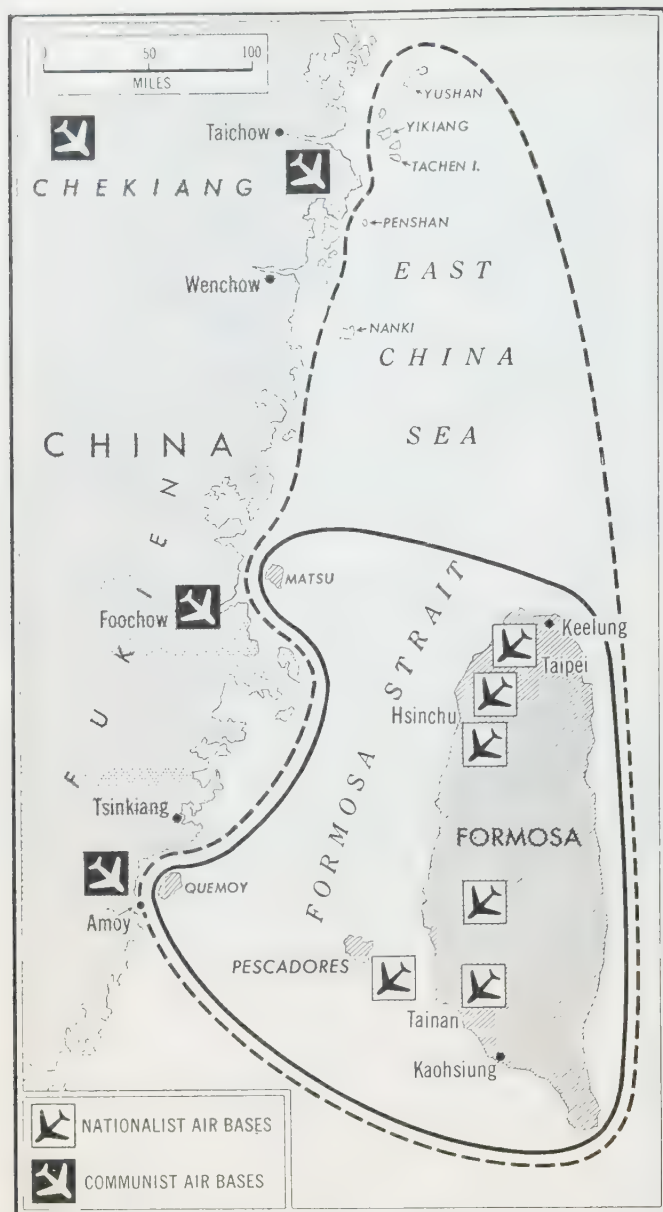 0 50 100
MILES
YUSHAN
Taichow
YIKIANG
TACHEN I.
CHEKIANG
PENSHAN
EAST
Wenchow
NANKI
CHINA
SEA
CHINA
FUKIEN
MATSU
Foochow
FORMOSA STRAIT
Keelung
Taipei
Hsinchu
Tsinkiang
FORMOSA
QUEMOY
Amoy
PESCADORES
Tainan
Kaohsiung
NATIONALIST AIR BASES
COMMUNIST AIR BASES